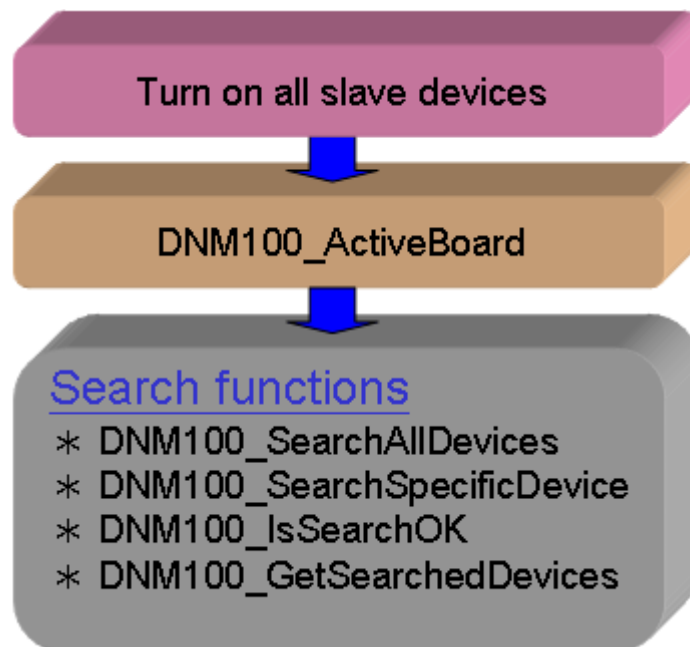 Turn on all slave devices
DNM100_ActiveBoard
Search functions
* DNM100_SearchAllDevices
* DNM100_SearchSpecificDevice
* DNM100_IsSearchOK
* DNM100_GetSearchedDevices